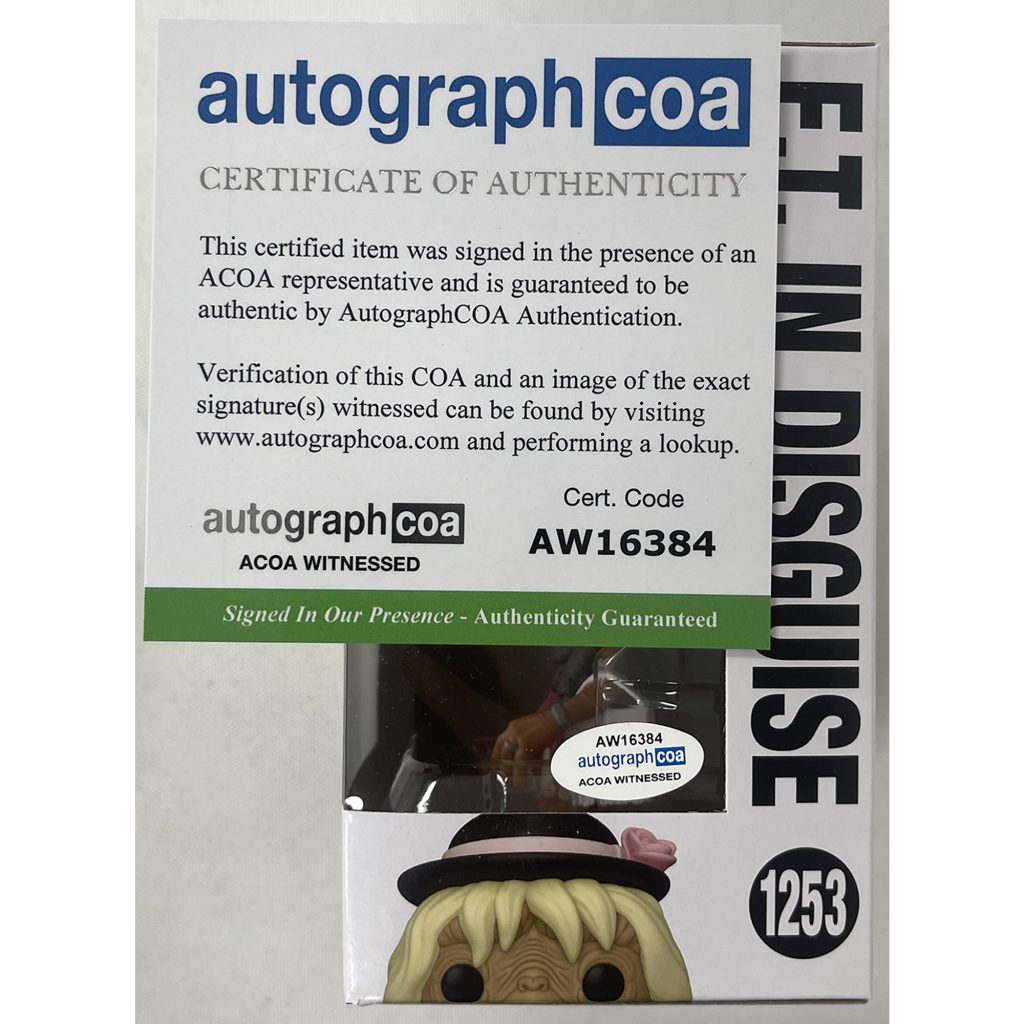 autographcoa
CERTIFICATE OF AUTHENTICITY
This certified item was signed in the presence of an
ACOA representative and is guaranteed to be
authentic by AutographCOA Authentication.
Verification of this COA and an image of the exact
signature(s) witnessed can be found by visiting
www.autographcoa.com and performing a lookup.
autographcoa
ACOA WITNESSED
Cert. Code
AW16384
Signed In Our Presence - Authenticity Guaranteed
E.T. IN DISGUISE
AW16384
autographcoa
ACOA WITNESSED
1253